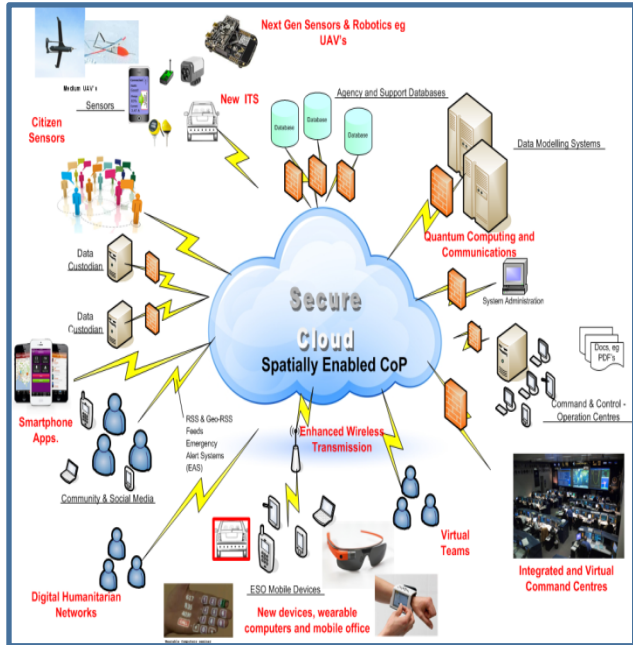 Next Gen Sensors & Robotics eg
UAV's
Medium UAV's
Sensors
New ITS
Citizen
Sensors
Agency and Support Databases
Database
Database
Database
Data Modelling Systems
Quantum Computing and
Communications
Data
Custodian
System Administration
Data
Custodian
Secure
Cloud
Spatially Enabled CoP
Docs, eg
PDF's
Command & Control -
Operation Centres
Smartphone
Apps.
RSS & Geo-RSS
Feeds
Emergency
Alert Systems
(EAS)
Enhanced Wireless
Transmission
Community & Social Media
Virtual
Teams
Integrated and Virtual
Command Centres
Digital Humanitarian
Networks
ESO Mobile Devices
New devices, wearable
computers and mobile office